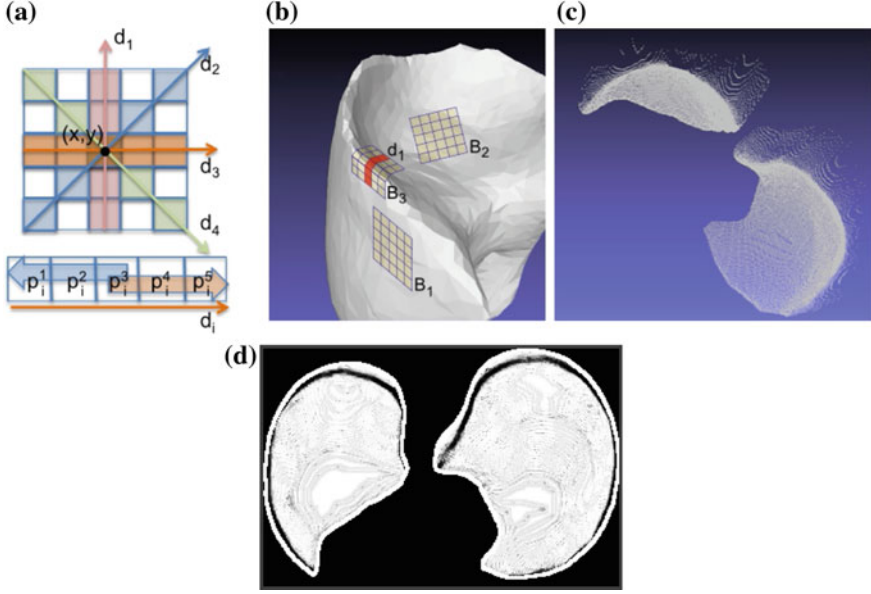 (a)
(b)
(c)
d₁
d₂
(x,y)
d₃
d₄
p¹ᵢ p²ᵢ p³ᵢ p⁴ᵢ p⁵ᵢ
dᵢ
d₁
B₂
B₃
B₁
(d)